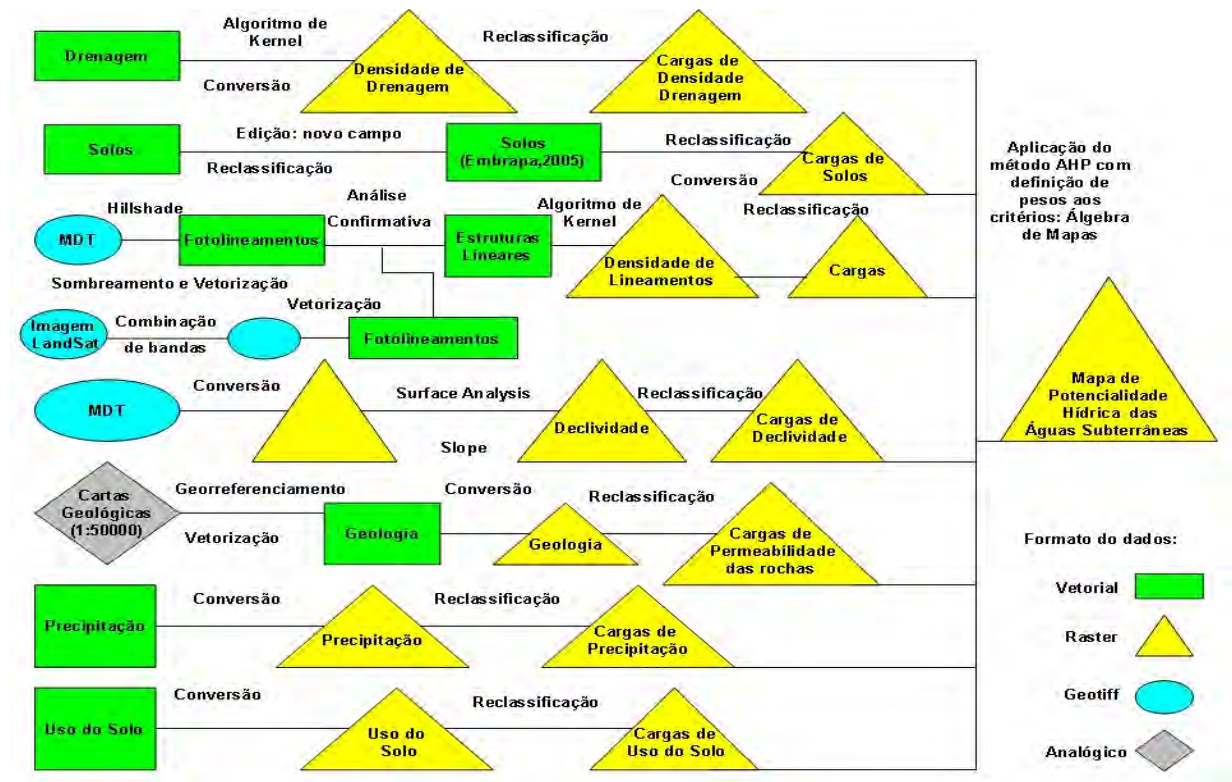 Drenagem
Algoritmo de
Kernel
Conversão
Densidade de
Drenagem
Reclassificação
Cargas de
Densidade
Drenagem
Solos
Edição: novo campo
Reclassificação
Solos
(Embrapa,2005)
Reclassificação
Conversão
Cargas de
Solos
MDT
Hillshade
Sombreamento e Vetorização
Fotolineamentos
Análise
Confirmativa
Estruturas
Líneares
Algoritmo de
Kernel
Densidade de
Lineamentos
Reclassificação
Cargas
Imagem
LandSat
Combinação
de bandas
Vetorização
Fotolineamentos
MDT
Conversão
Surface Analysis
Slope
Declividade
Reclassificação
Cargas de
Declividade
Cartas
Geológicas
(1:50000)
Georreferenciamento
Vetorização
Geologia
Conversão
Geologia
Reclassificação
Cargas de
Permeabilidade
das rochas
Precipitação
Conversão
Precipitação
Reclassificação
Cargas de
Precipitação
Uso do Solo
Conversão
Uso do
Solo
Reclassificação
Cargas de
Uso do Solo
Aplicação do
método AHP com
definição de
pesos aos
critérios: Álgebra
de Mapas
Mapa de
Potencialidade
Hídrica das
Águas Subterrâneas
Formato do dados:
Vetorial
Raster
Geotiff
Analógico